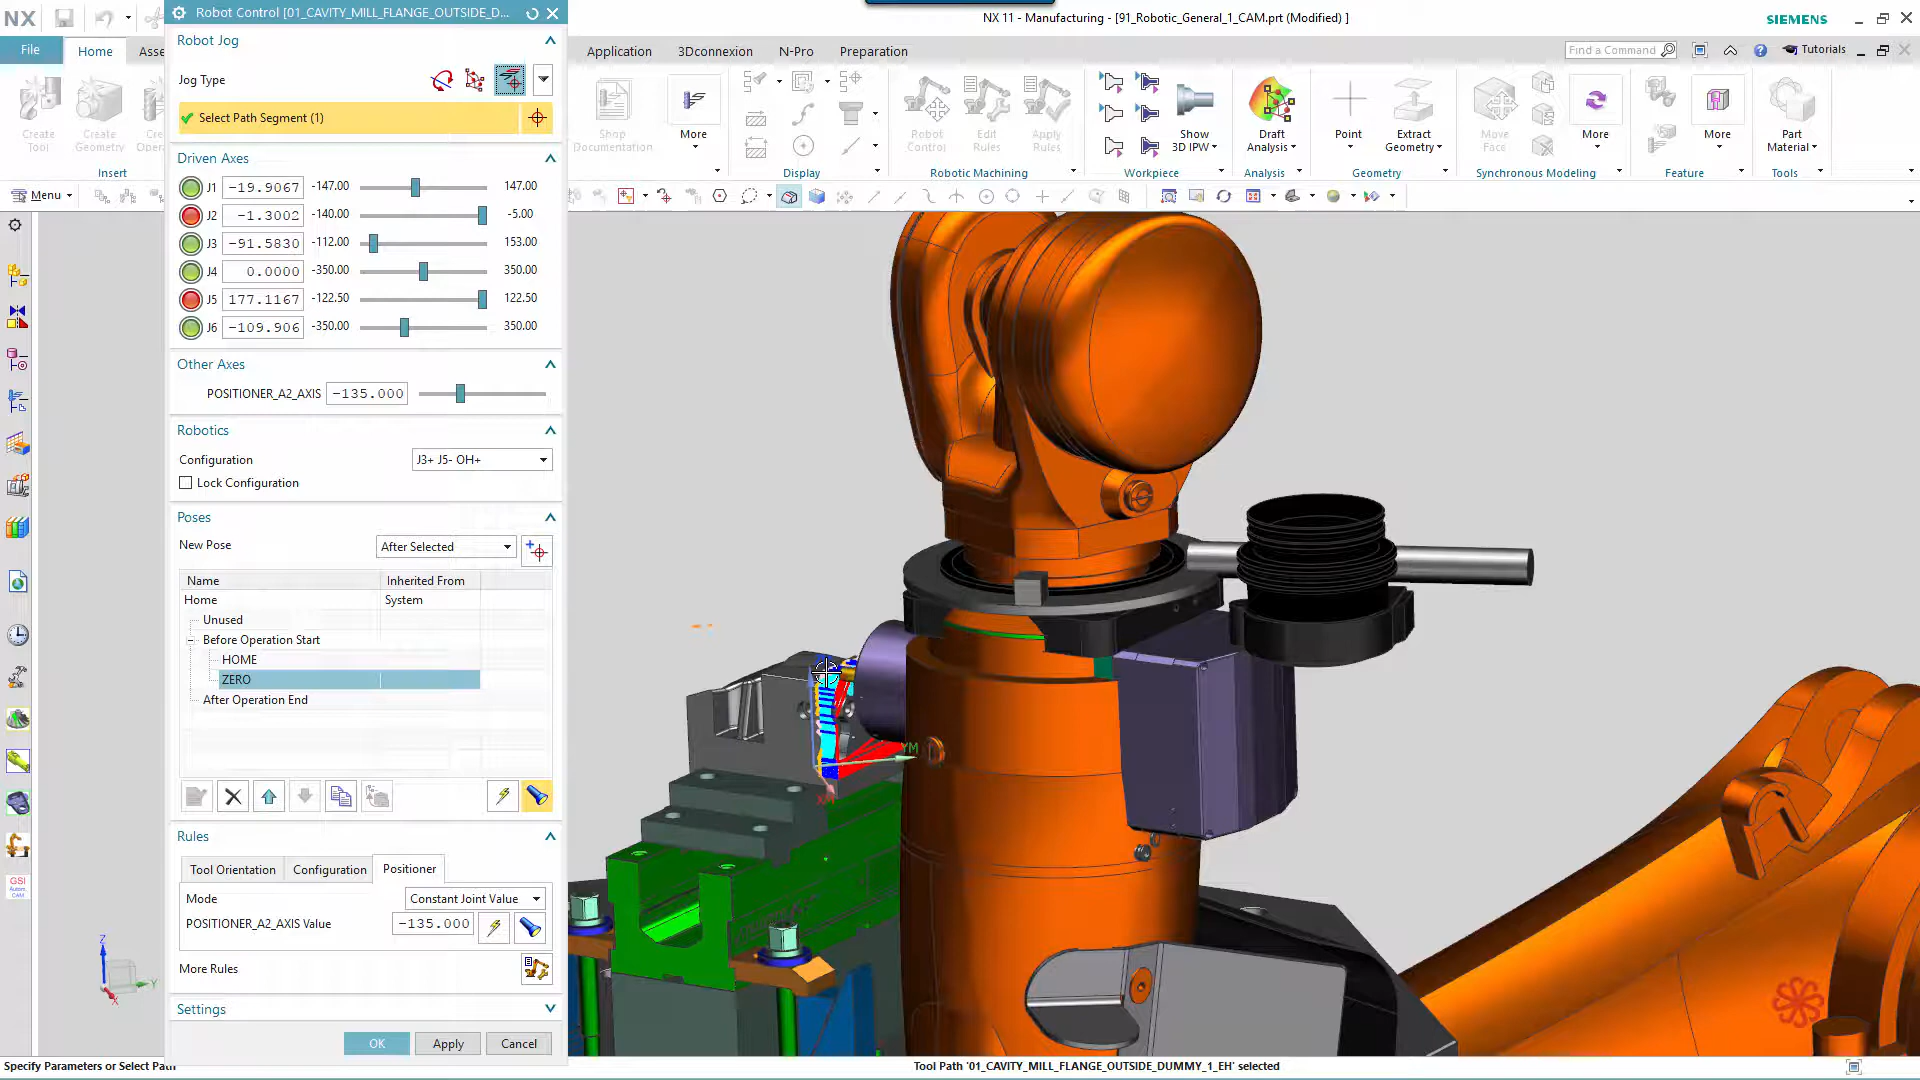 NX
Robot Control [01_CAVITY_MILL_FLANGE_OUTSIDE_D...
NX 11 - Manufacturing - [91_Robotic_General_1_CAM.prt (Modified) ]
SIEMENS
File
Home
Application
3Dconnexion
N-Pro
Preparation
Find a Command
Tutorials
Create Tool
Create Geometry
Insert
Shop Documentation
More
Display
Robot Control
Edit Rules
Apply Rules
Robotic Machining
Show 3D IPW
Workpiece
Draft Analysis
Analysis
Point
Extract Geometry
Geometry
Move Face
More
Synchronous Modeling
More
Feature
Part Material
Tools
Menu
Robot Jog
Jog Type
Select Path Segment (1)
Driven Axes
J1 -19.9067 -147.00 147.00
J2 -1.3002 -140.00 -5.00
J3 -91.5830 -112.00 153.00
J4 0.0000 -350.00 350.00
J5 177.1167 -122.50 122.50
J6 -109.906 -350.00 350.00
Other Axes
POSITIONER_A2_AXIS -135.000
Robotics
Configuration J3+ J5- OH+
Lock Configuration
Poses
New Pose After Selected
Name Inherited From
Home System
Unused
Before Operation Start
HOME
ZERO
After Operation End
Rules
Tool Orientation Configuration Positioner
Mode Constant Joint Value
POSITIONER_A2_AXIS Value -135.000
More Rules
Settings
OK Apply Cancel
YM
XM
Z
Y
X
GSI
Specify Parameters or Select Path
Tool Path '01_CAVITY_MILL_FLANGE_OUTSIDE_DUMMY_1_EH' selected